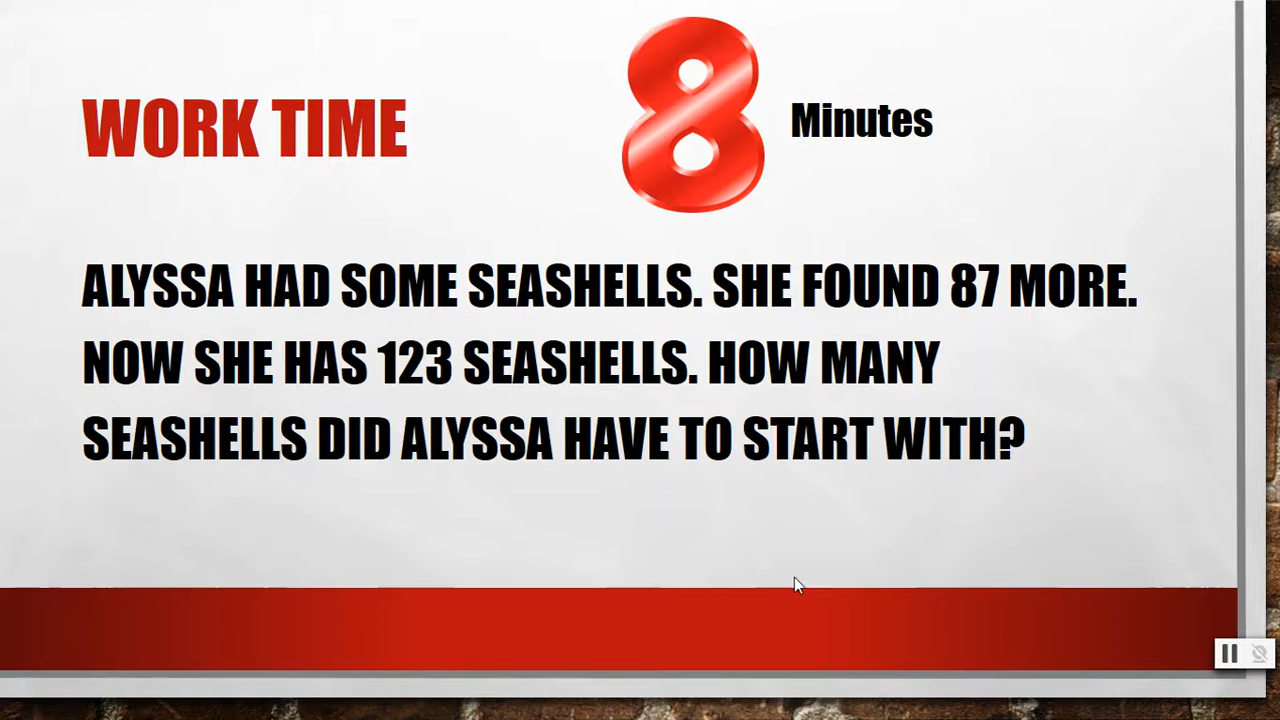 WORK TIME
8 Minutes
ALYSSA HAD SOME SEASHELLS. SHE FOUND 87 MORE.
NOW SHE HAS 123 SEASHELLS. HOW MANY
SEASHELLS DID ALYSSA HAVE TO START WITH?